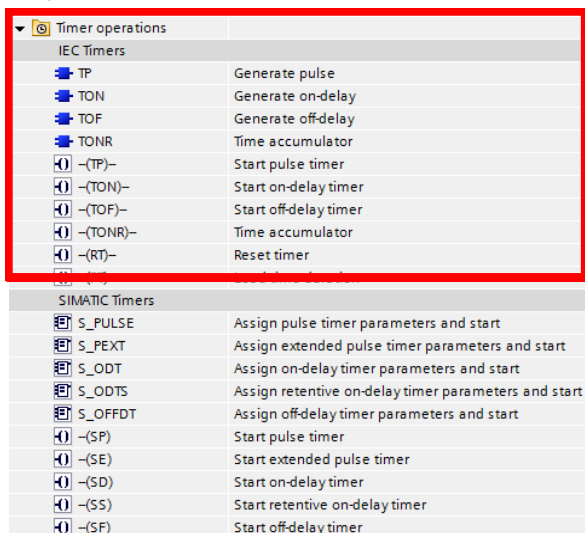 Timer operations
IEC Timers
TP Generate pulse
TON Generate on-delay
TOF Generate off-delay
TONR Time accumulator
–(TP)– Start pulse timer
–(TON)– Start on-delay timer
–(TOF)– Start off-delay timer
–(TONR)– Time accumulator
–(RT)– Reset timer
SIMATIC Timers
S_PULSE Assign pulse timer parameters and start
S_PEXT Assign extended pulse timer parameters and start
S_ODT Assign on-delay timer parameters and start
S_ODTS Assign retentive on-delay timer parameters and start
S_OFFDT Assign off-delay timer parameters and start
–(SP) Start pulse timer
–(SE) Start extended pulse timer
–(SD) Start on-delay timer
–(SS) Start retentive on-delay timer
–(SF) Start off-delay timer